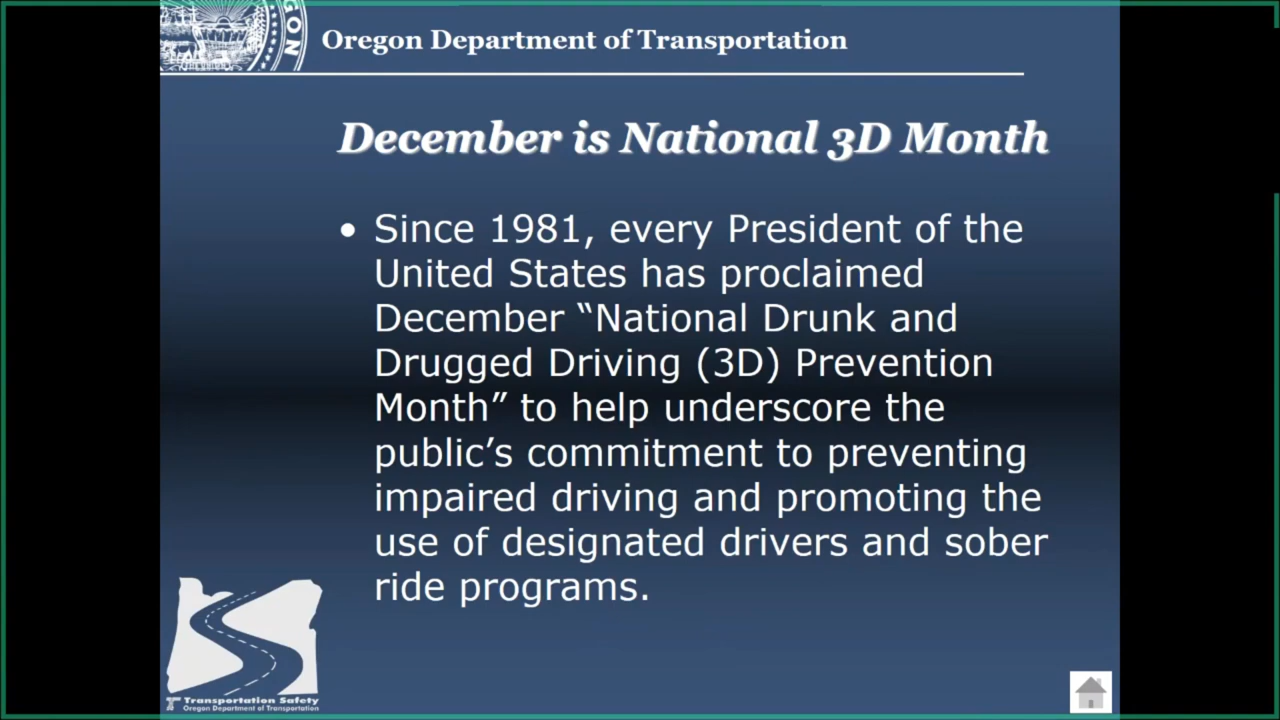 EGON
Oregon Department of Transportation
December is National 3D Month
• Since 1981, every President of the
United States has proclaimed
December “National Drunk and
Drugged Driving (3D) Prevention
Month” to help underscore the
public’s commitment to preventing
impaired driving and promoting the
use of designated drivers and sober
ride programs.
Transportation Safety
Oregon Department of Transportation